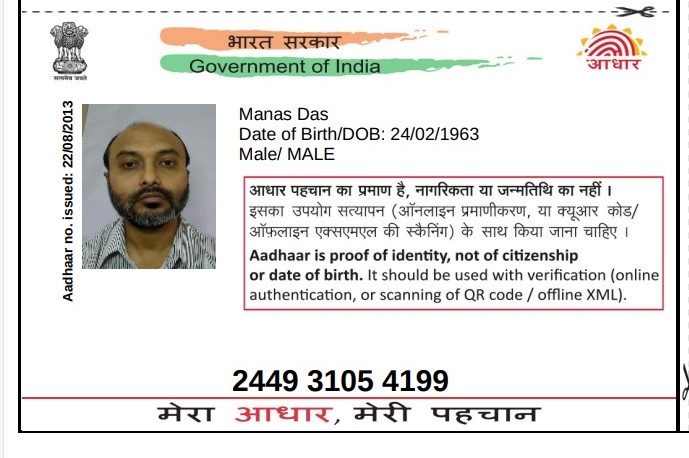 भारत सरकार
Government of India
सत्यमेव जयते
आधार
Aadhaar no. issued: 22/08/2013
Manas Das
Date of Birth/DOB: 24/02/1963
Male/ MALE
आधार पहचान का प्रमाण है, नागरिकता या जन्मतिथि का नहीं ।
इसका उपयोग सत्यापन (ऑनलाइन प्रमाणीकरण, या क्यूआर कोड/
ऑफ़लाइन एक्सएमएल की स्कैनिंग) के साथ किया जाना चाहिए ।
Aadhaar is proof of identity, not of citizenship
or date of birth. It should be used with verification (online
authentication, or scanning of QR code / offline XML).
2449 3105 4199
मेरा आधार, मेरी पहचान